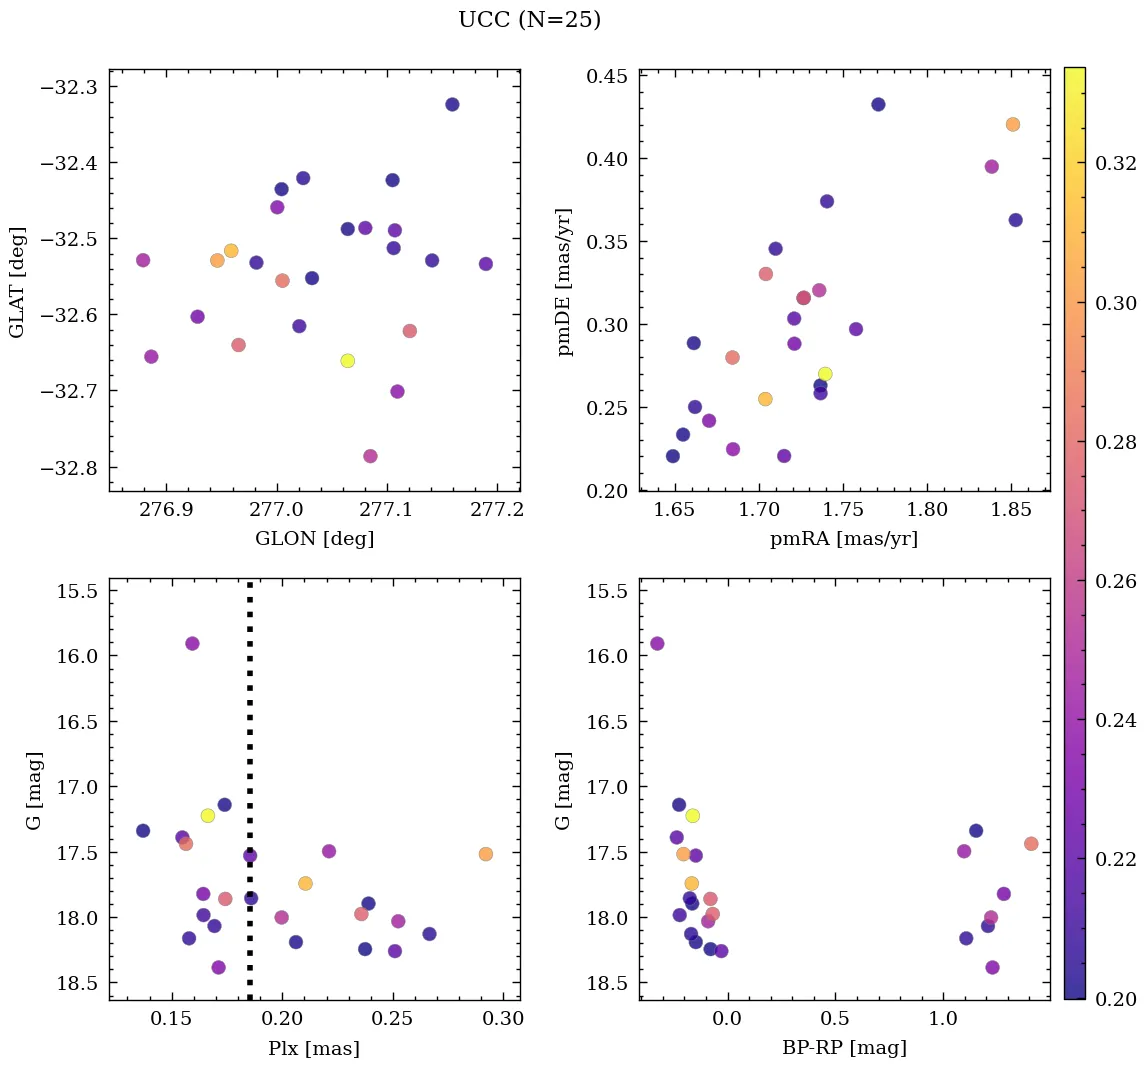 UCC (N=25)
−32.3
−32.4
−32.5
−32.6
−32.7
−32.8
GLAT [deg]
276.9 277.0 277.1 277.2
GLON [deg]
0.45
0.40
0.35
0.30
0.25
0.20
pmDE [mas/yr]
1.65 1.70 1.75 1.80 1.85
pmRA [mas/yr]
15.5
16.0
16.5
17.0
17.5
18.0
18.5
G [mag]
0.15 0.20 0.25 0.30
Plx [mas]
15.5
16.0
16.5
17.0
17.5
18.0
18.5
G [mag]
0.0 0.5 1.0
BP-RP [mag]
0.32
0.30
0.28
0.26
0.24
0.22
0.20